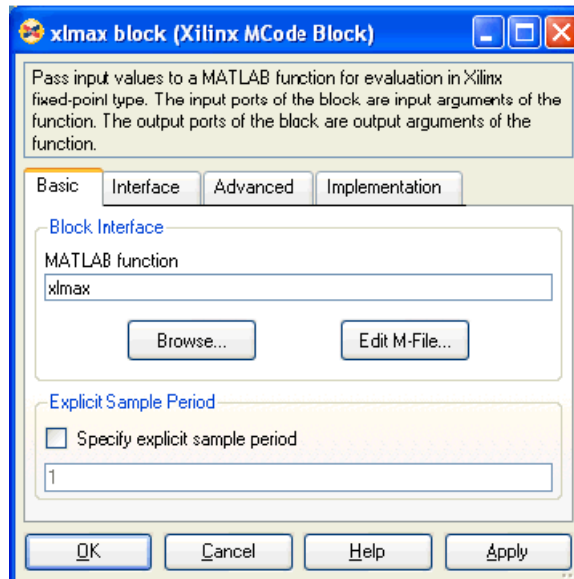 xlmax block (Xilinx MCode Block)
Pass input values to a MATLAB function for evaluation in Xilinx
fixed-point type. The input ports of the block are input arguments of the
function. The output ports of the block are output arguments of the
function.
Basic Interface Advanced Implementation
Block Interface
MATLAB function
xlmax
Browse... Edit M-File...
Explicit Sample Period
Specify explicit sample period
1
OK Cancel Help Apply